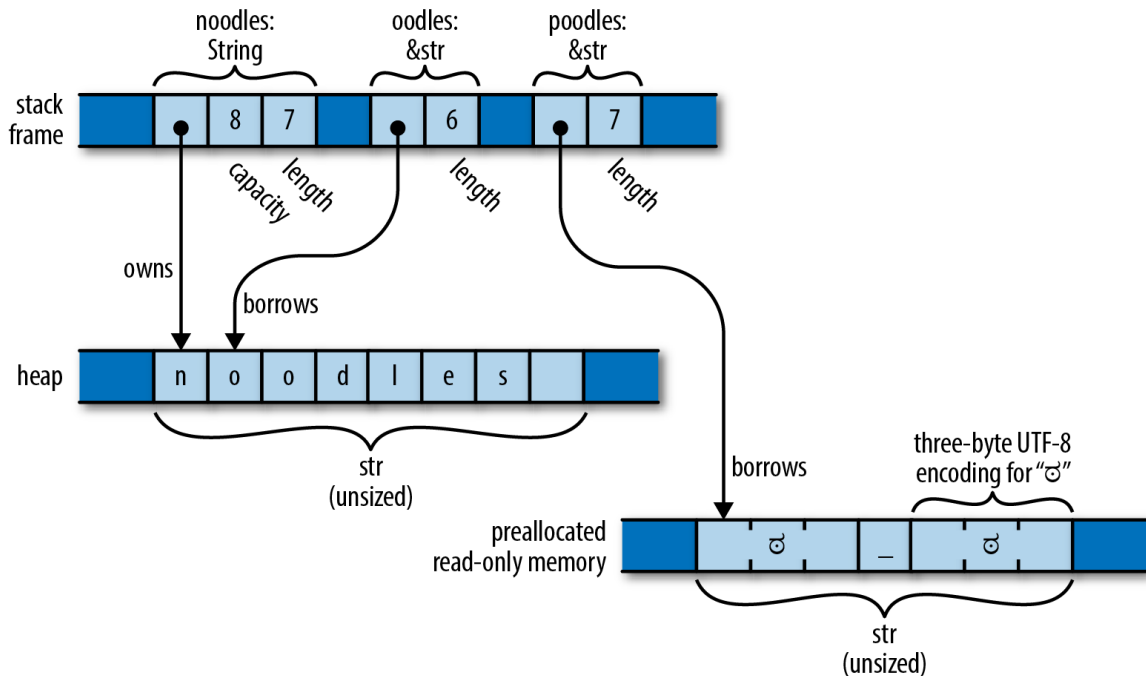 noodles:
String
oodles:
&str
poodles:
&str
stack
frame
8
7
6
7
capacity
length
length
length
owns
borrows
heap
n o o d l e s
str
(unsized)
borrows
three-byte UTF-8
encoding for “ಠ”
preallocated
read-only memory
ಠ _ ಠ
str
(unsized)